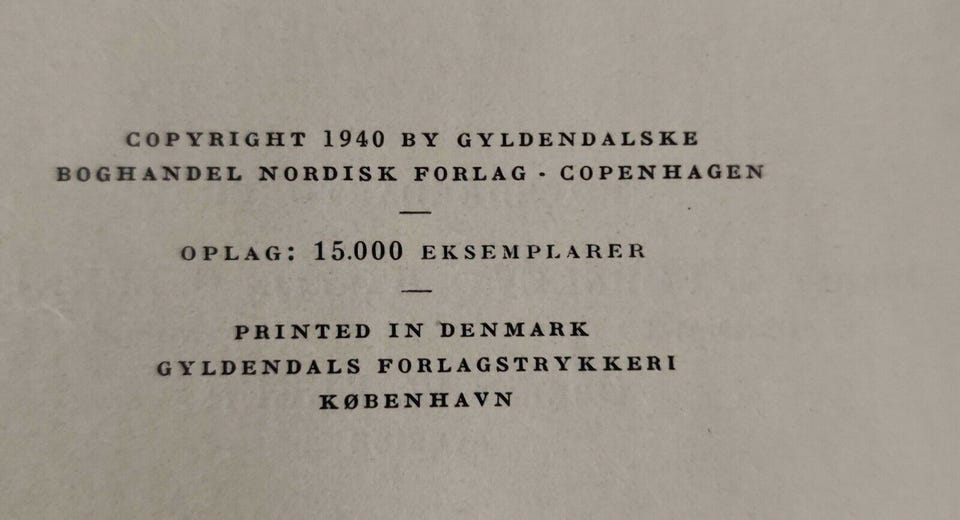 COPYRIGHT 1940 BY GYLDENDALSKE
BOGHANDEL NORDISK FORLAG · COPENHAGEN
OPLAG: 15.000 EKSEMPLARER
PRINTED IN DENMARK
GYLDENDALS FORLAGSTRYKKERI
KØBENHAVN